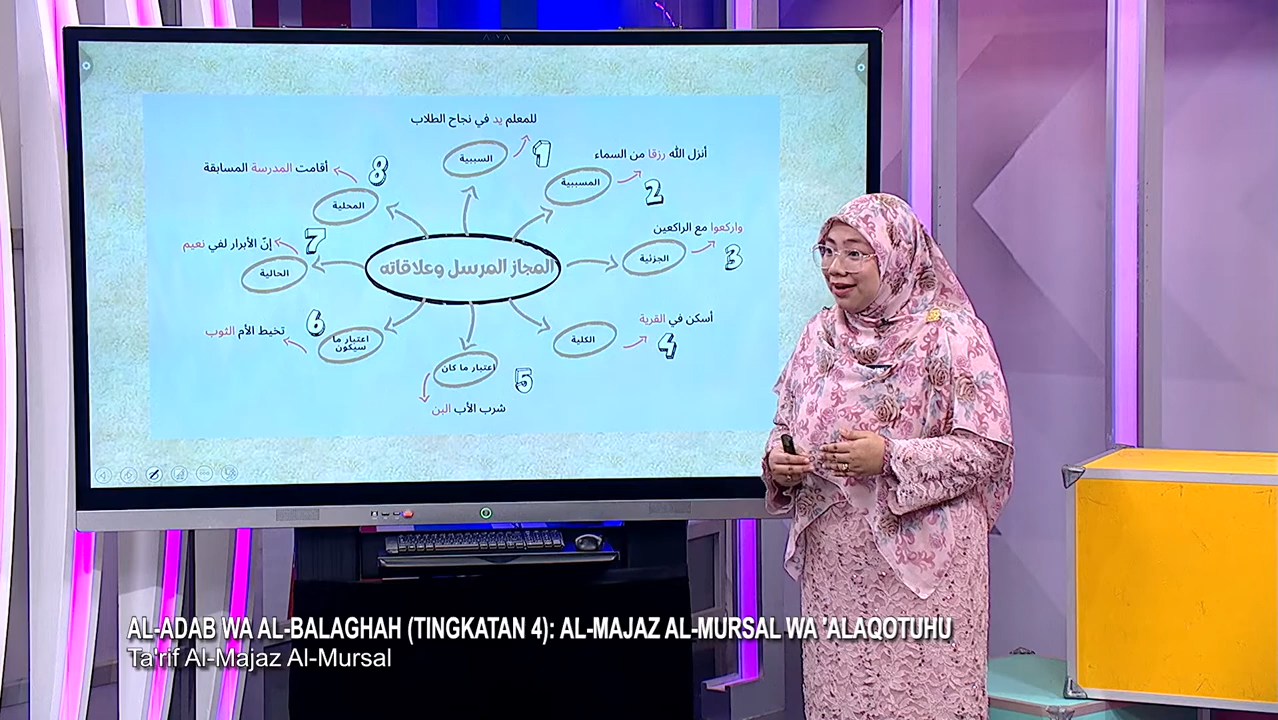 AIVA
للمعلم يد في نجاح الطلاب
السببية
1
أنزل الله رزقا من السماء
المسببية
2
واركعوا مع الراكعين
الجزئية
3
أسكن في القرية
الكلية
4
اعتبار ما كان
5
شرب الأب البن
اعتبار ما
سيكون
6
تخيط الأم الثوب
إنّ الأبرار لفي نعيم
7
الحالية
أقامت المدرسة المسابقة
8
المحلية
المجاز المرسل وعلاقاته
AL-ADAB WA AL-BALAGHAH (TINGKATAN 4): AL-MAJAZ AL-MURSAL WA 'ALAQOTUHU
Ta'rif Al-Majaz Al-Mursal